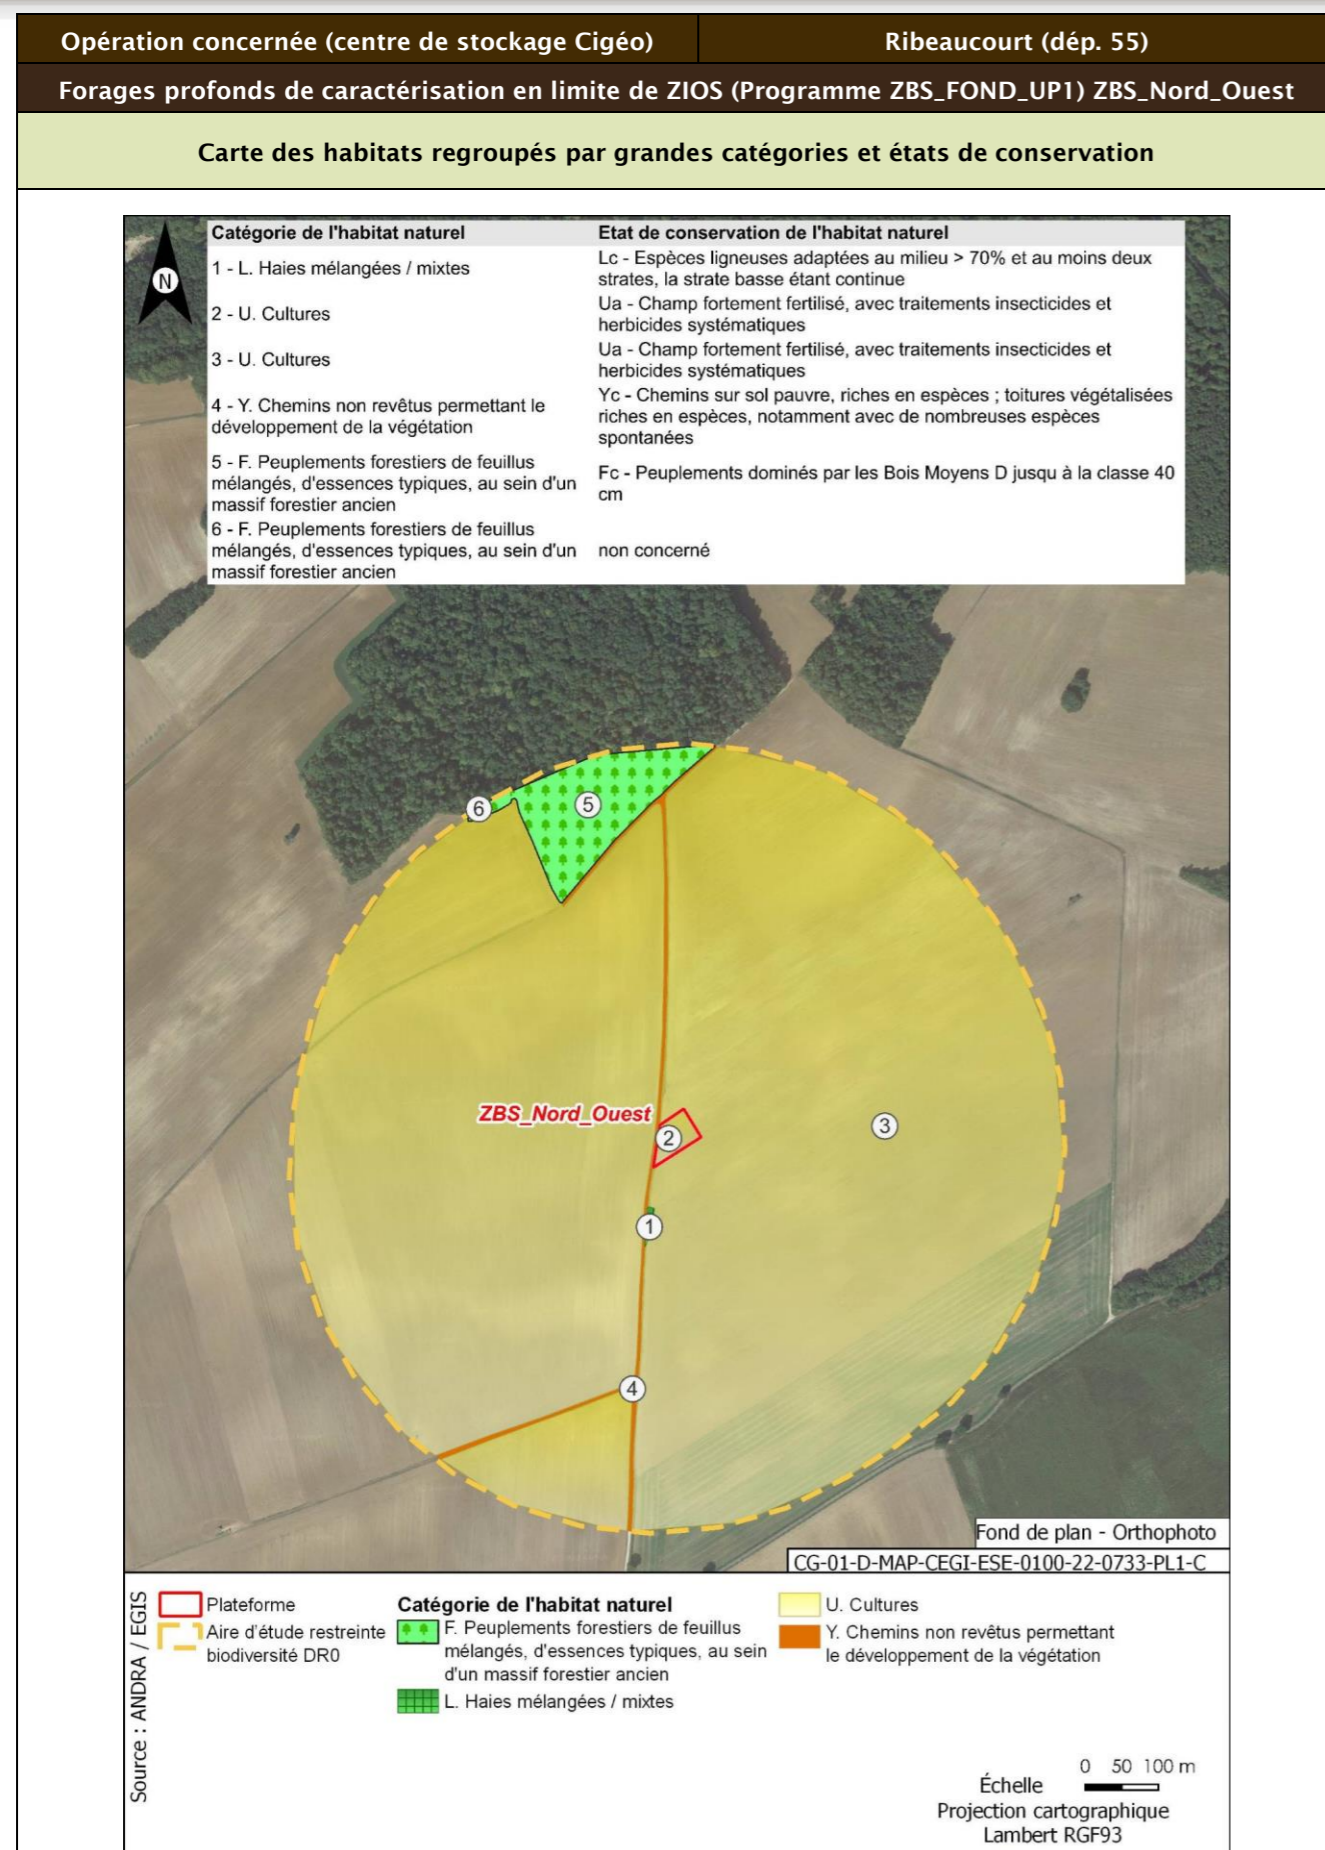 Opération concernée (centre de stockage Cigéo)
Ribeaucourt (dép. 55)
Forages profonds de caractérisation en limite de ZIOS (Programme ZBS_FOND_UP1) ZBS_Nord_Ouest
Carte des habitats regroupés par grandes catégories et états de conservation
N
Catégorie de l'habitat naturel
Etat de conservation de l'habitat naturel
1 - L. Haies mélangées / mixtes
Lc - Espèces ligneuses adaptées au milieu > 70% et au moins deux
strates, la strate basse étant continue
2 - U. Cultures
Ua - Champ fortement fertilisé, avec traitements insecticides et
herbicides systématiques
3 - U. Cultures
Ua - Champ fortement fertilisé, avec traitements insecticides et
herbicides systématiques
4 - Y. Chemins non revêtus permettant le
développement de la végétation
Yc - Chemins sur sol pauvre, riches en espèces ; toitures végétalisées
riches en espèces, notamment avec de nombreuses espèces
spontanées
5 - F. Peuplements forestiers de feuillus
mélangés, d'essences typiques, au sein d'un
massif forestier ancien
Fc - Peuplements dominés par les Bois Moyens D jusqu à la classe 40
cm
6 - F. Peuplements forestiers de feuillus
mélangés, d'essences typiques, au sein d'un
massif forestier ancien
non concerné
6
5
ZBS_Nord_Ouest
2
3
1
4
Fond de plan - Orthophoto
CG-01-D-MAP-CEGI-ESE-0100-22-0733-PL1-C
Source : ANDRA / EGIS
Plateforme
Aire d'étude restreinte
biodiversité DR0
Catégorie de l'habitat naturel
F. Peuplements forestiers de feuillus
mélangés, d'essences typiques, au sein
d'un massif forestier ancien
L. Haies mélangées / mixtes
U. Cultures
Y. Chemins non revêtus permettant
le développement de la végétation
0 50 100 m
Échelle
Projection cartographique
Lambert RGF93